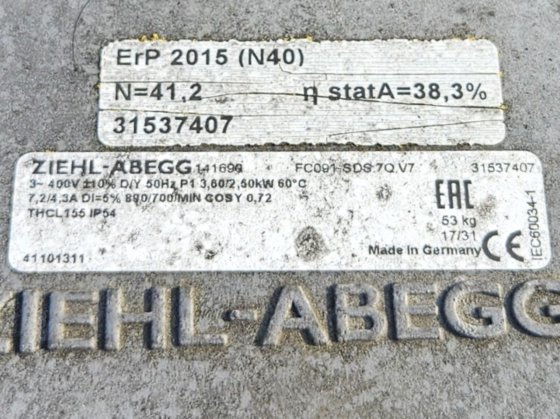 ErP 2015 (N40)
N=41,2 η statA=38,3%
31537407
ZIEHL-ABEGG 141690 FC091-SDS.7Q.V7 31537407
3~ 400V ±10% D/Y 50Hz P1 3,60/2,50kW 60°C
7,2/4,3A DI=5% 890/700/MIN COSY 0,72
THCL155 IP54
EAC
53 kg
17/31
Made in Germany CE
IEC60034-1
41101311
ZIEHL-ABEGG